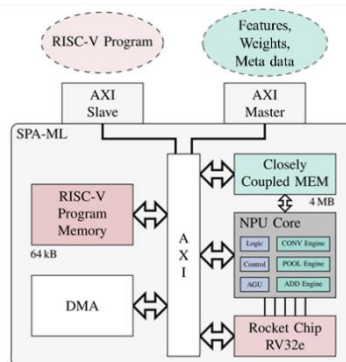 RISC-V Program
Features,
Weights,
Meta data
AXI
Slave
AXI
Master
SPA-ML
RISC-V
Program
Memory
64 kB
DMA
A
X
I
Closely
Coupled MEM
4 MB
NPU Core
Logic
CONV Engine
Control
POOL Engine
AGU
ADD Engine
Rocket Chip
RV32e